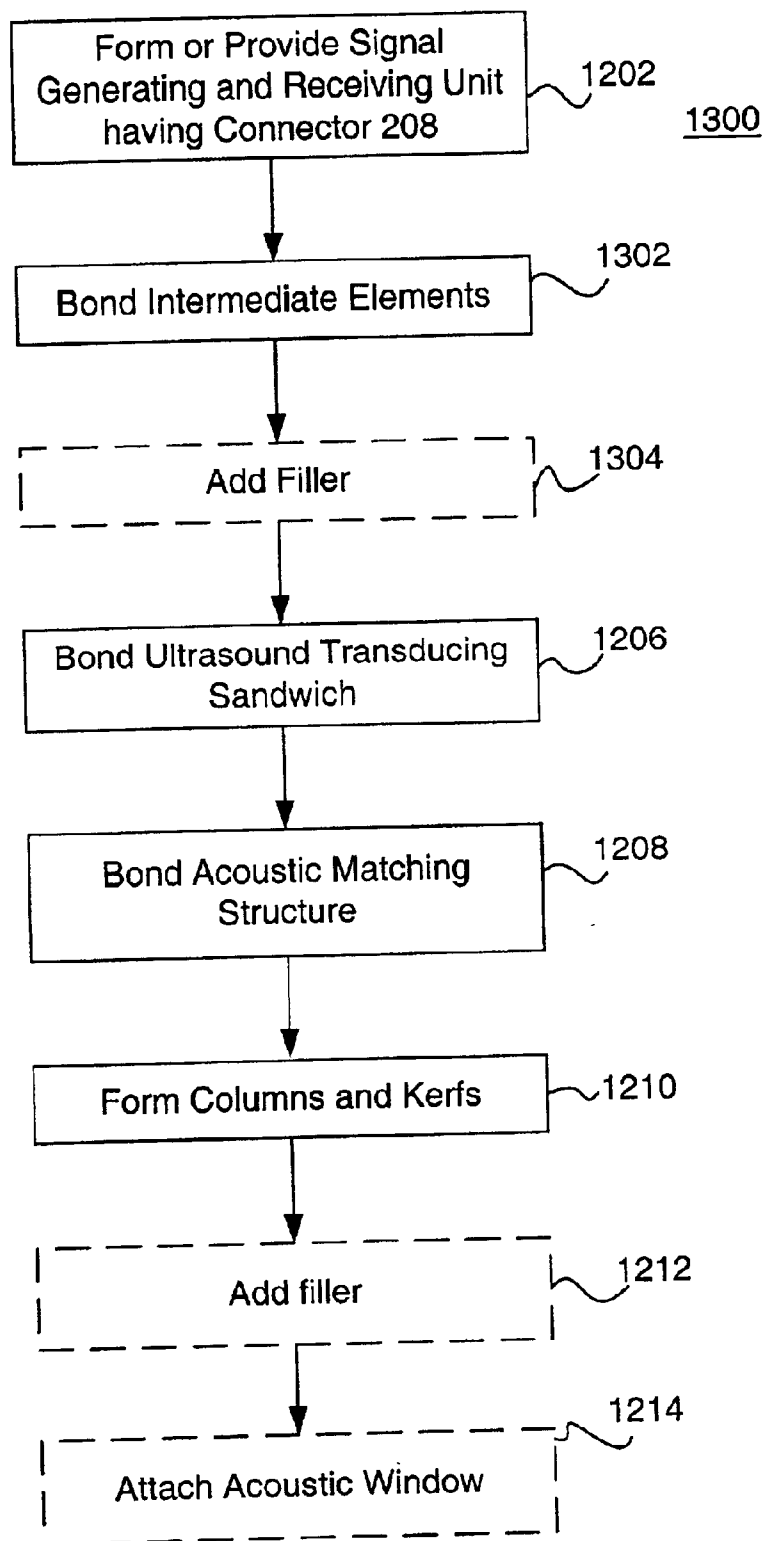 Form or Provide Signal
Generating and Receiving Unit
having Connector 208
1202
1300
Bond Intermediate Elements
1302
Add Filler
1304
Bond Ultrasound Transducing
Sandwich
1206
Bond Acoustic Matching
Structure
1208
Form Columns and Kerfs
1210
Add filler
1212
Attach Acoustic Window
1214